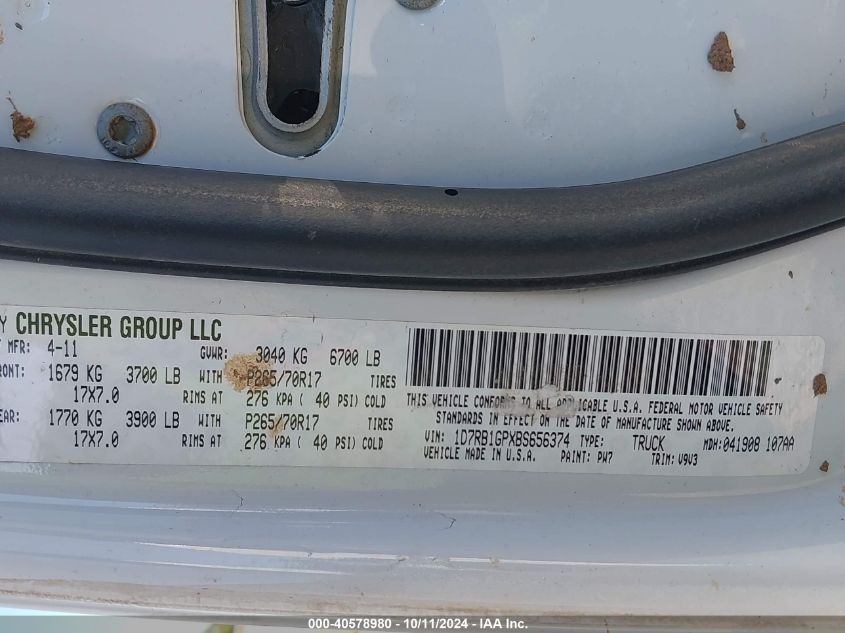 Y CHRYSLER GROUP LLC
MFR: 4-11 GVWR: 3040 KG 6700 LB
RONT: 1679 KG 3700 LB WITH P265/70R17 TIRES
17X7.0 RIMS AT 276 KPA ( 40 PSI) COLD
EAR: 1770 KG 3900 LB WITH P265/70R17 TIRES
17X7.0 RIMS AT 276 KPA ( 40 PSI) COLD
THIS VEHICLE CONFORMS TO ALL APPLICABLE U.S.A. FEDERAL MOTOR VEHICLE SAFETY
STANDARDS IN EFFECT ON THE DATE OF MANUFACTURE SHOWN ABOVE.
VIN: 1D7RB1GPXBS656374 TYPE: TRUCK MDH:041908 107AA
VEHICLE MADE IN U.S.A. PAINT: PW7 TRIM: V9V3
000-40578980 - 10/11/2024 - IAA Inc.